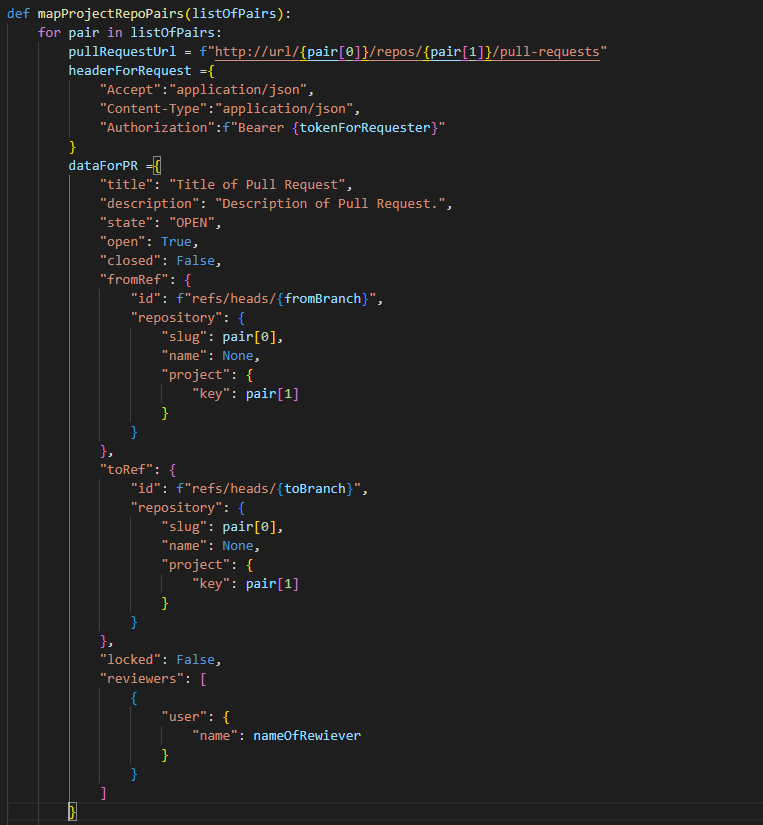 def mapProjectRepoPairs(listOfPairs):
    for pair in listOfPairs:
        pullRequestUrl = f"http://url/{pair[0]}/repos/{pair[1]}/pull-requests"
        headerForRequest ={
            "Accept":"application/json",
            "Content-Type":"application/json",
            "Authorization":f"Bearer {tokenForRequester}"
        }
        dataForPR ={
            "title": "Title of Pull Request",
            "description": "Description of Pull Request.",
            "state": "OPEN",
            "open": True,
            "closed": False,
            "fromRef": {
                "id": f"refs/heads/{fromBranch}",
                "repository": {
                    "slug": pair[0],
                    "name": None,
                    "project": {
                        "key": pair[1]
                    }
                }
            },
            "toRef": {
                "id": f"refs/heads/{toBranch}",
                "repository": {
                    "slug": pair[0],
                    "name": None,
                    "project": {
                        "key": pair[1]
                    }
                }
            },
            "locked": False,
            "reviewers": [
                {
                    "user": {
                        "name": nameOfRewiever
                    }
                }
            ]
        }